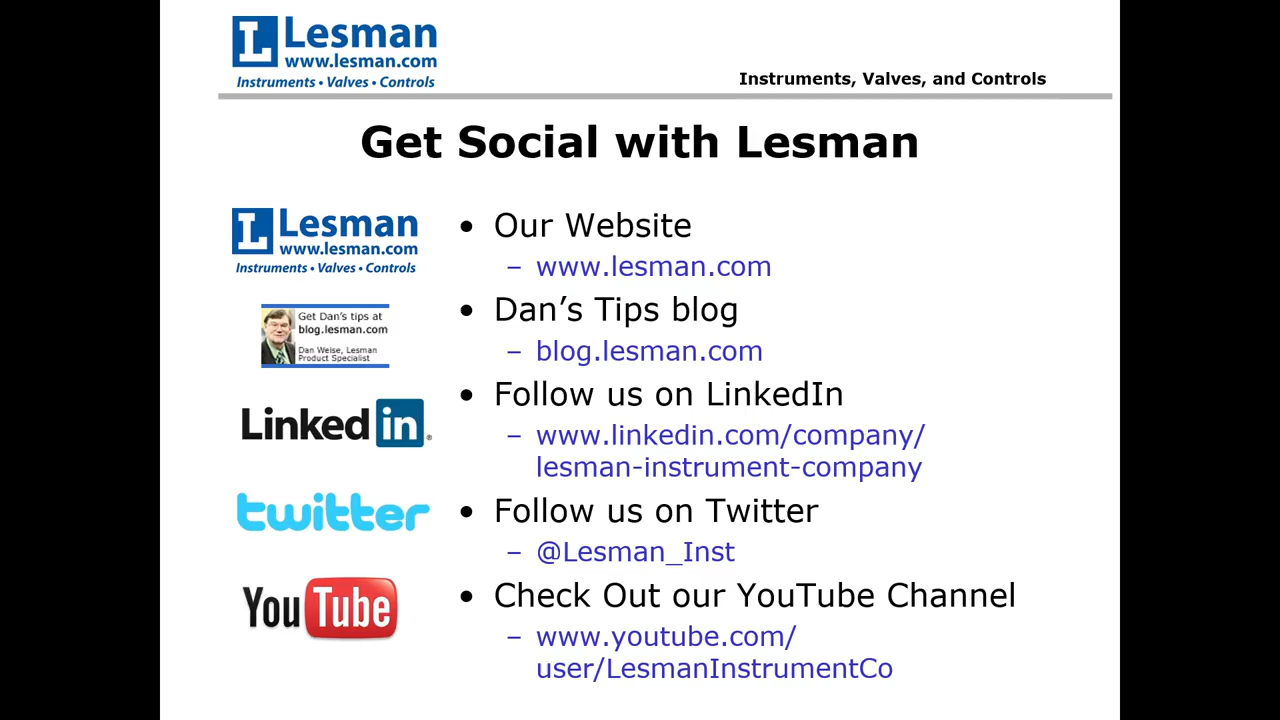 L Lesman
www.lesman.com
Instruments • Valves • Controls
Instruments, Valves, and Controls
Get Social with Lesman
L Lesman
www.lesman.com
Instruments • Valves • Controls
• Our Website
– www.lesman.com
Get Dan's tips at
blog.lesman.com
Dan Weise, Lesman
Product Specialist
• Dan’s Tips blog
– blog.lesman.com
Linked in®
• Follow us on LinkedIn
– www.linkedin.com/company/
lesman-instrument-company
twitter
• Follow us on Twitter
– @Lesman_Inst
YouTube
• Check Out our YouTube Channel
– www.youtube.com/
user/LesmanInstrumentCo